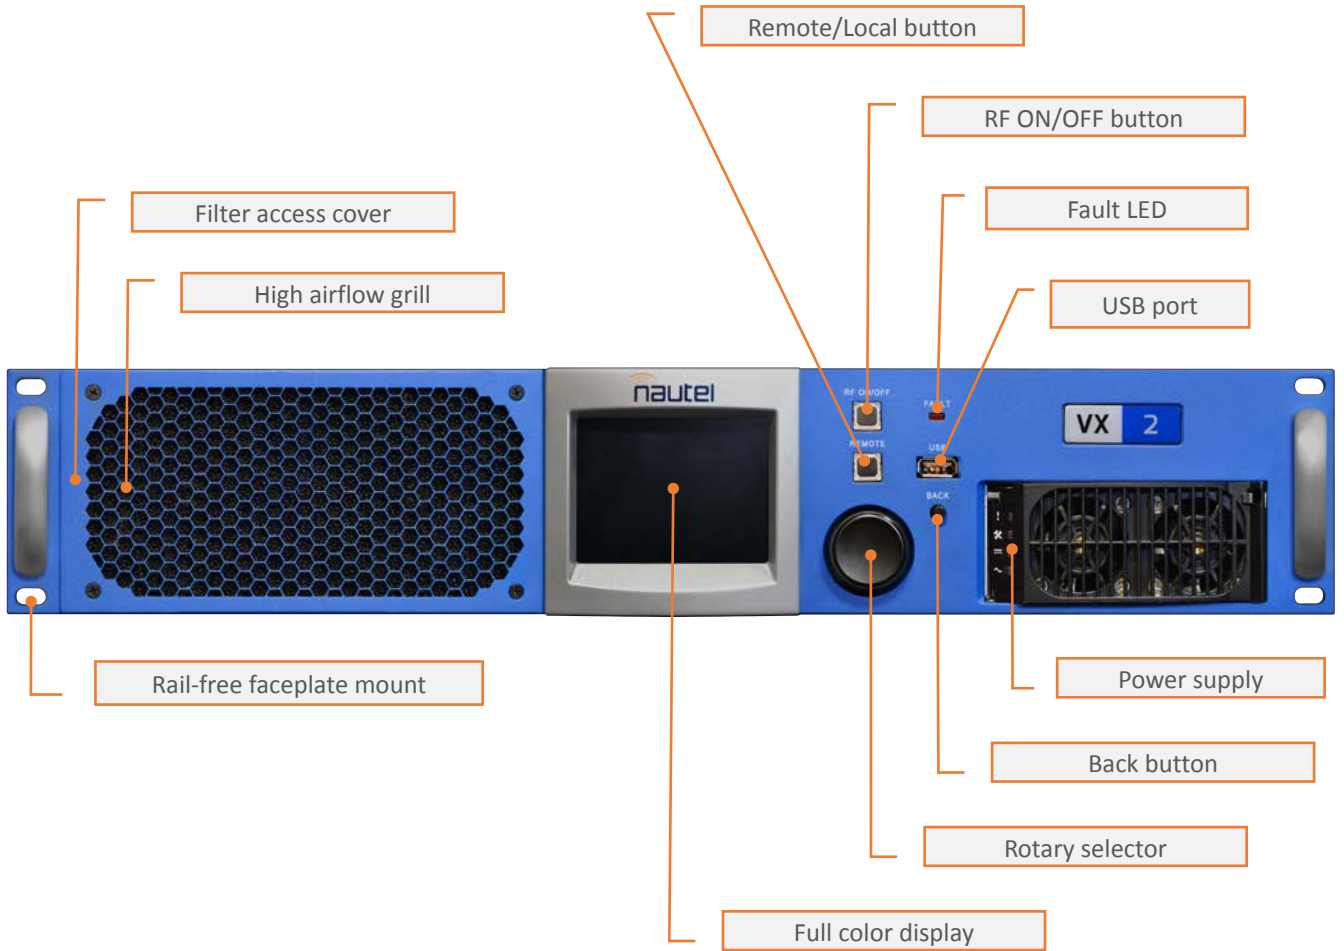 Remote/Local button
RF ON/OFF button
Filter access cover
Fault LED
High airflow grill
USB port
nautel
RF ON/OFF
FAULT
VX 2
REMOTE
USB
BACK
Rail-free faceplate mount
Power supply
Back button
Rotary selector
Full color display